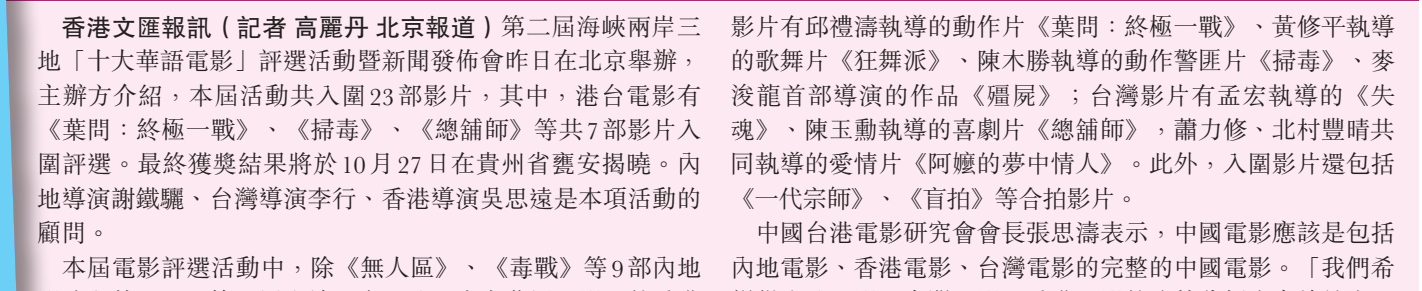 香港文匯報訊（記者 高麗丹 北京報道）第二屆海峽兩岸三
地「十大華語電影」評選活動暨新聞發佈會昨日在北京舉辦，
主辦方介紹，本屆活動共入圍23部影片，其中，港台電影有
《葉問：終極一戰》、《掃毒》、《總舖師》等共7部影片入
圍評選。最終獲獎結果將於10月27日在貴州省甕安揭曉。內
地導演謝鐵驪、台灣導演李行、香港導演吳思遠是本項活動的
顧問。
本屆電影評選活動中，除《無人區》、《毒戰》等9部內地
影片有邱禮濤執導的動作片《葉問：終極一戰》、黃修平執導
的歌舞片《狂舞派》、陳木勝執導的動作警匪片《掃毒》、麥
浚龍首部導演的作品《殭屍》；台灣影片有孟宏執導的《失
魂》、陳玉勳執導的喜劇片《總舖師》，蕭力修、北村豐晴共
同執導的愛情片《阿嬤的夢中情人》。此外，入圍影片還包括
《一代宗師》、《盲拍》等合拍影片。
中國台港電影研究會會長張思濤表示，中國電影應該是包括
內地電影、香港電影、台灣電影的完整的中國電影。「我們希